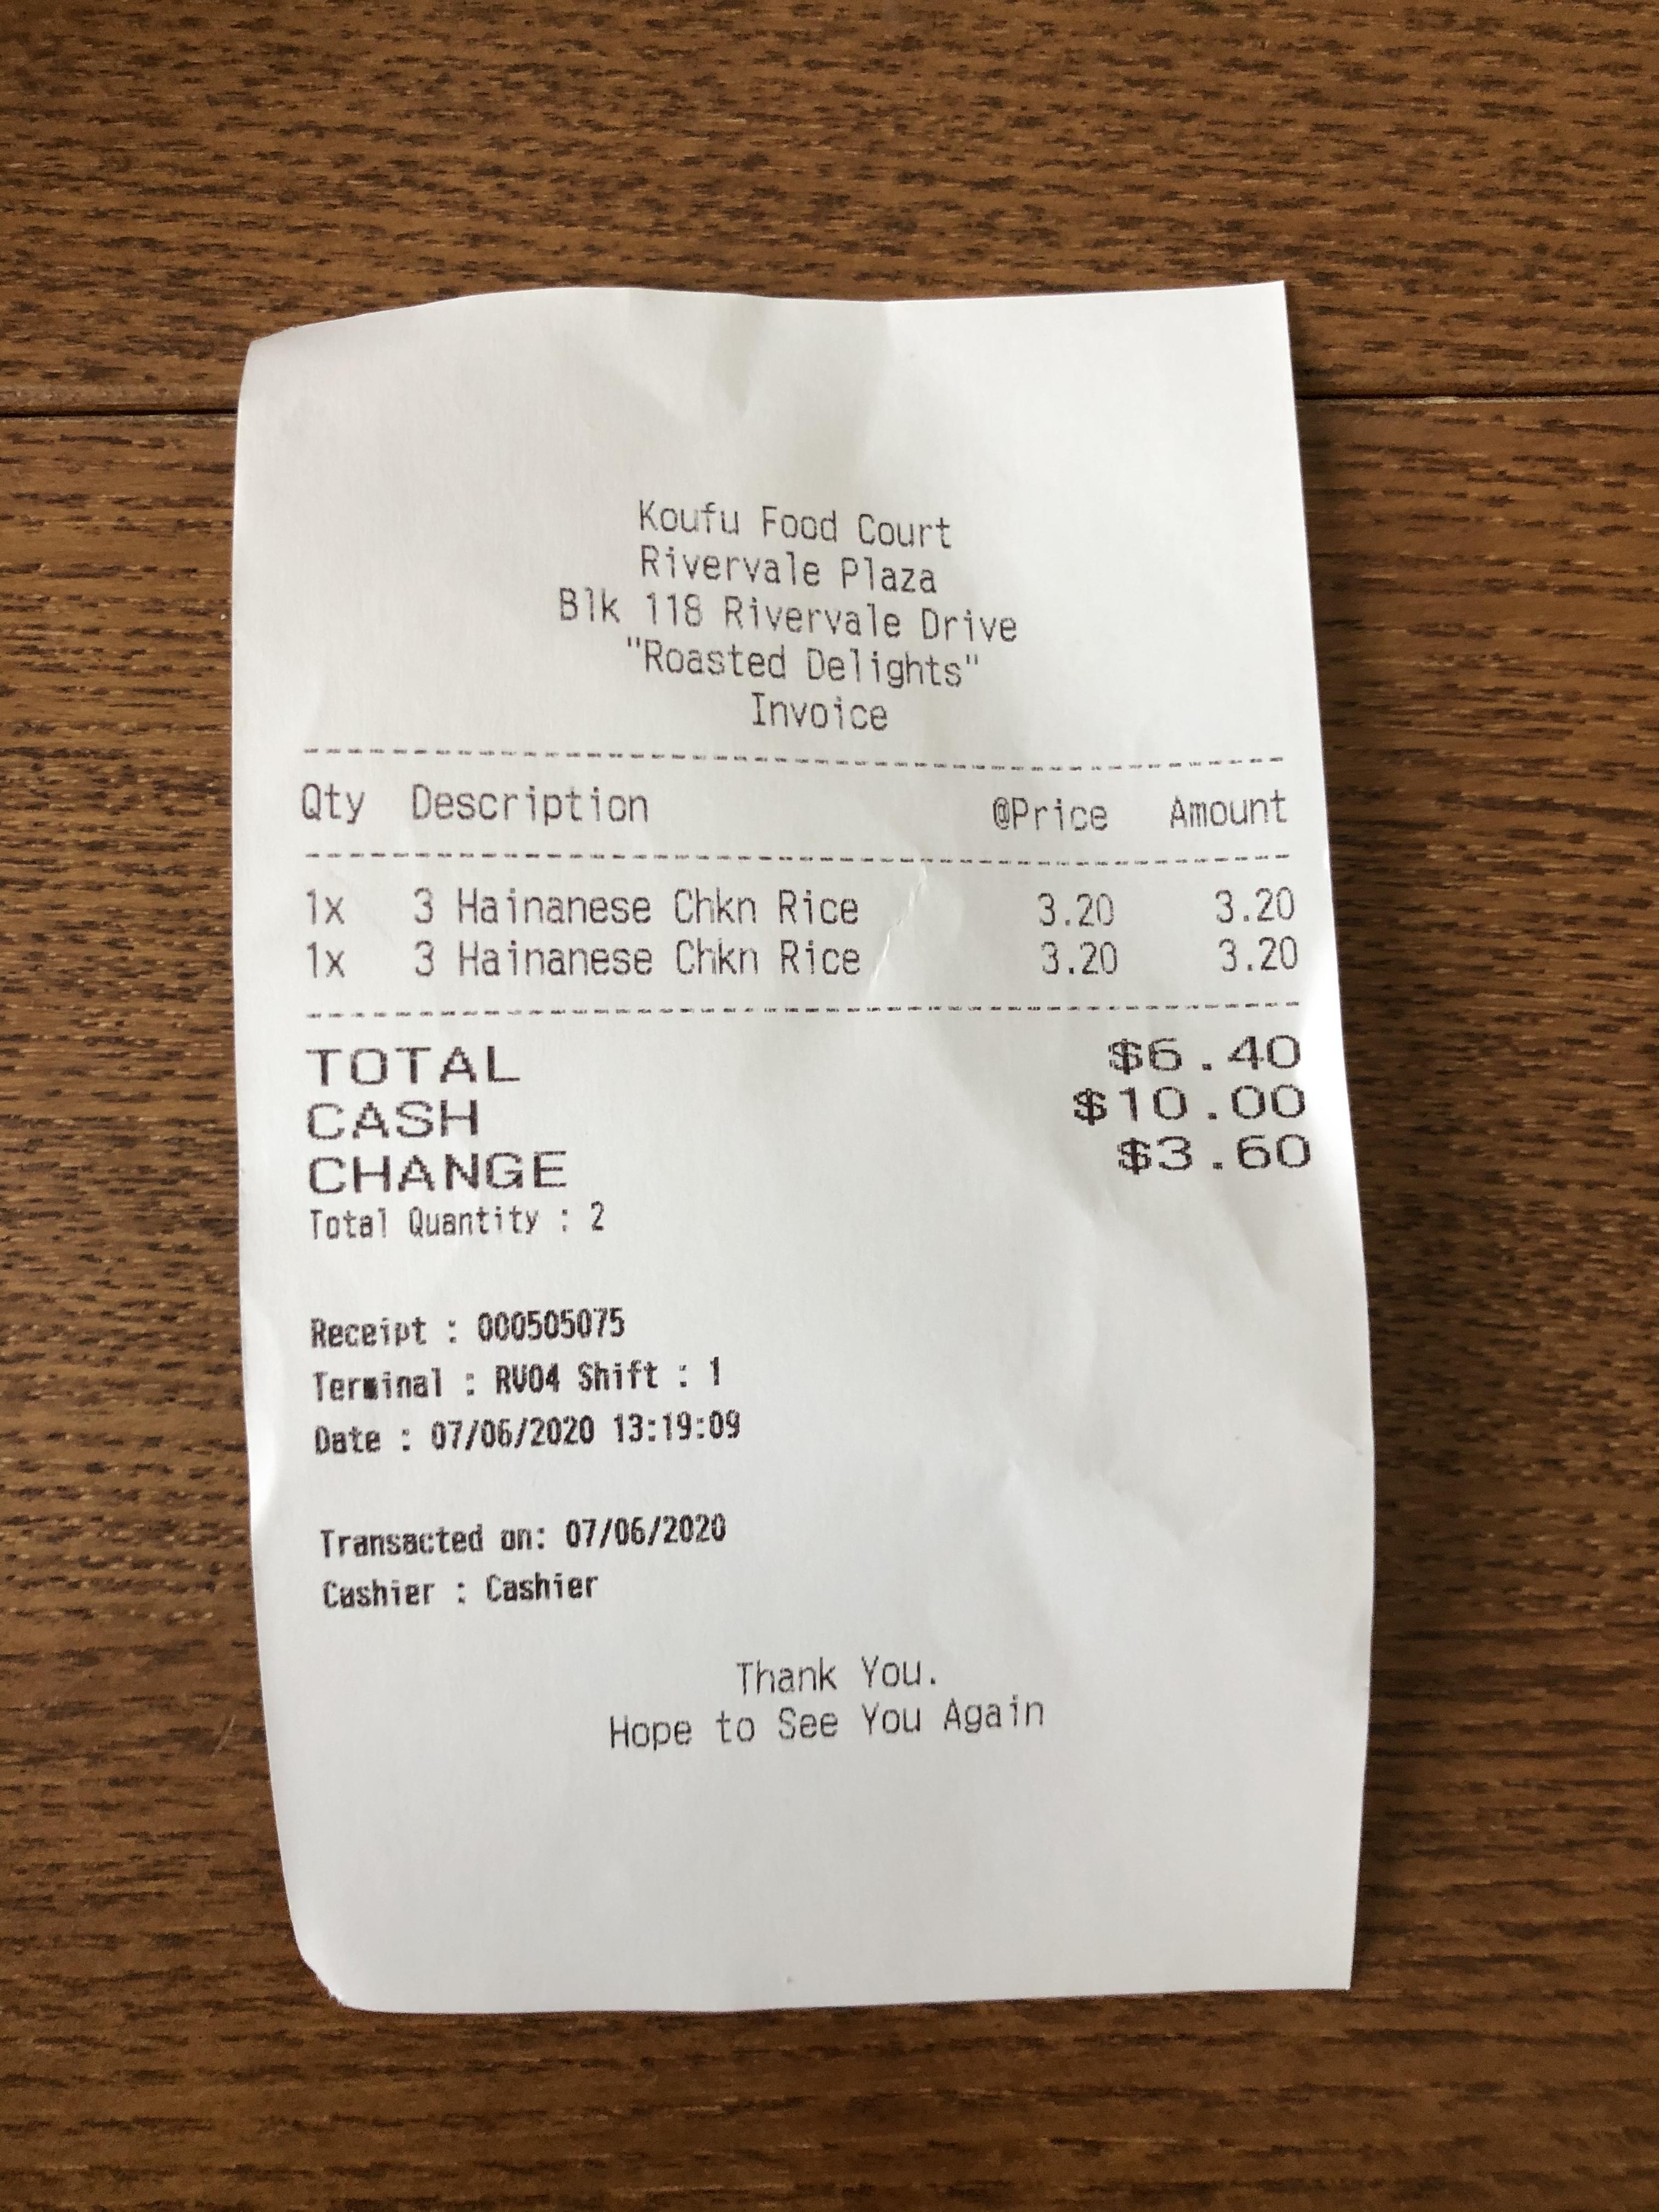 Koufu Food Court
Rivervale Plaza
Blk 118 Rivervale Drive
"Roasted Delights"
Invoice
Qty Description @Price Amount
1x 3 Hainanese Chkn Rice 3.20 3.20
1x 3 Hainanese Chkn Rice 3.20 3.20
TOTAL $6.40
CASH $10.00
CHANGE $3.60
Total Quantity : 2
Receipt : 000505075
Terminal : RV04 Shift : 1
Date : 07/06/2020 13:19:09
Transacted on: 07/06/2020
Cashier : Cashier
Thank You.
Hope to See You Again